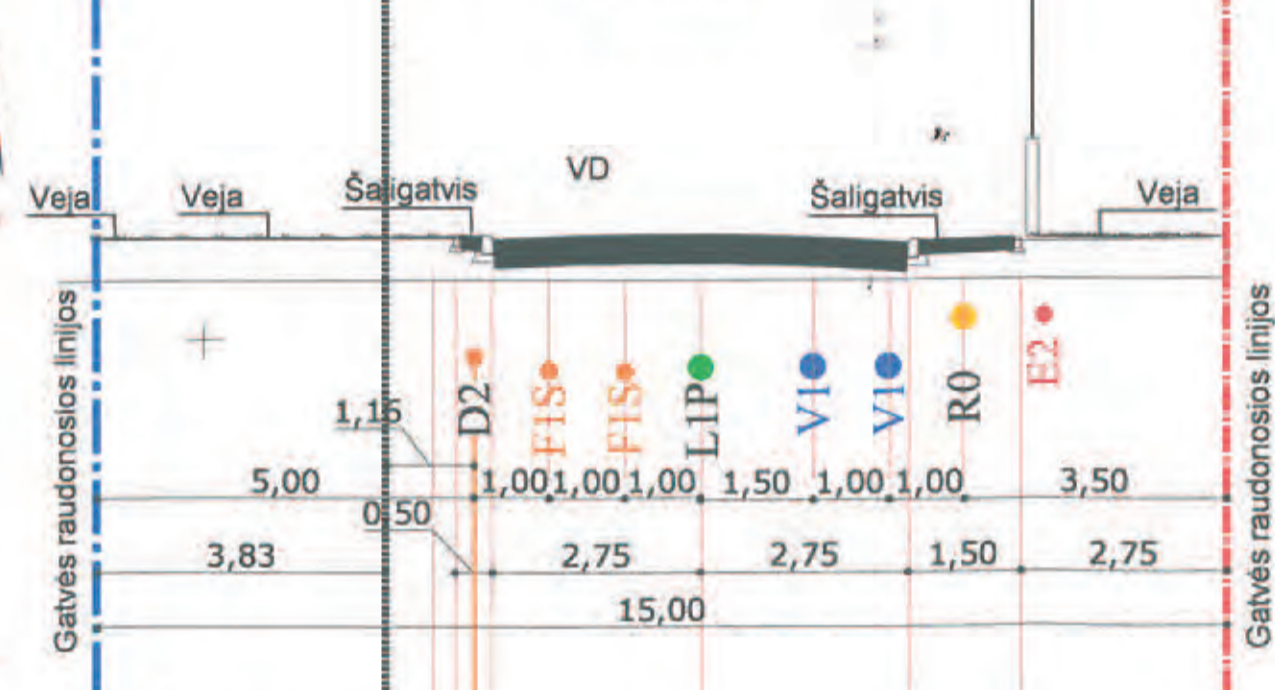 VD
Veja Veja Šaligatvis Šaligatvis Veja
Gatvės raudonosios linijos
D2 F1S F1S L1P V1 V1 R0 E2
1,15
5,00 1,00 1,00 1,00 1,50 1,00 1,00 3,50
0,50
3,83 2,75 2,75 1,50 2,75
15,00
Gatvės raudonosios linijos